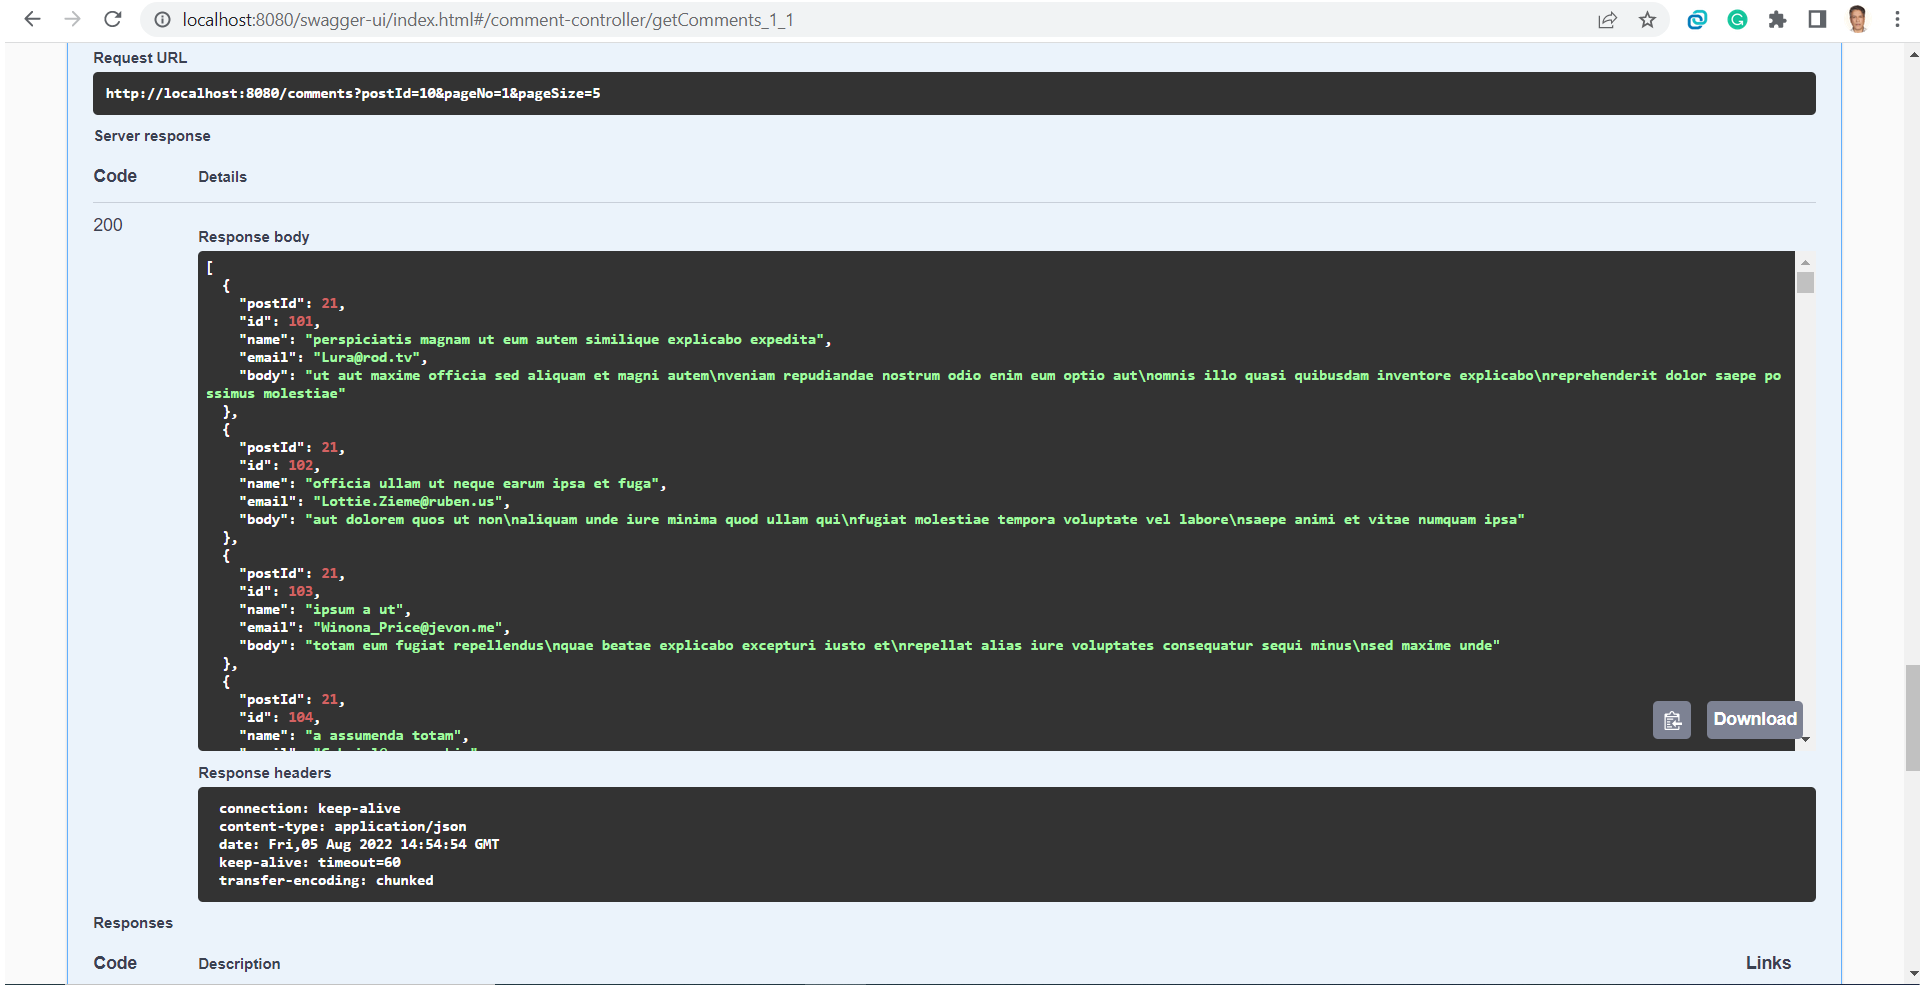 localhost:8080/swagger-ui/index.html#/comment-controller/getComments_1_1
Request URL
http://localhost:8080/comments?postId=10&pageNo=1&pageSize=5
Server response
Code Details
200
Response body
[
{
"postId": 21,
"id": 101,
"name": "perspiciatis magnam ut eum autem similique explicabo expedita",
"email": "Lura@rod.tv",
"body": "ut aut maxime officia sed aliquam et magni autem\nveniam repudiandae nostrum odio enim eum optio aut\nomnis illo quasi quibusdam inventore explicabo\nreprehenderit dolor saepe po
ssimus molestiae"
},
{
"postId": 21,
"id": 102,
"name": "officia ullam ut neque earum ipsa et fuga",
"email": "Lottie.Zieme@ruben.us",
"body": "aut dolorem quos ut non\naliquam unde iure minima quod ullam qui\nfugiat molestiae tempora voluptate vel labore\nsaepe animi et vitae numquam ipsa"
},
{
"postId": 21,
"id": 103,
"name": "ipsum a ut",
"email": "Winona_Price@jevon.me",
"body": "totam eum fugiat repellendus\nquae beatae explicabo excepturi iusto et\nrepellat alias iure voluptates consequatur sequi minus\nsed maxime unde"
},
{
"postId": 21,
"id": 104,
"name": "a assumenda totam",
Download
Response headers
connection: keep-alive
content-type: application/json
date: Fri,05 Aug 2022 14:54:54 GMT
keep-alive: timeout=60
transfer-encoding: chunked
Responses
Code Description Links